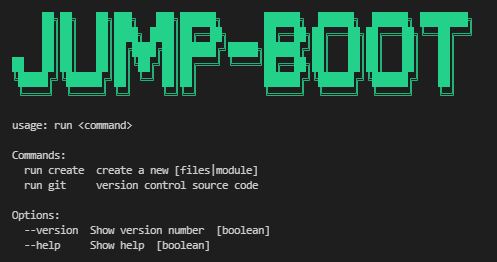 JUMP-BOOT
usage: run <command>
Commands:
run create  create a new [files|module]
run git     version control source code
Options:
--version  Show version number  [boolean]
--help     Show help  [boolean]